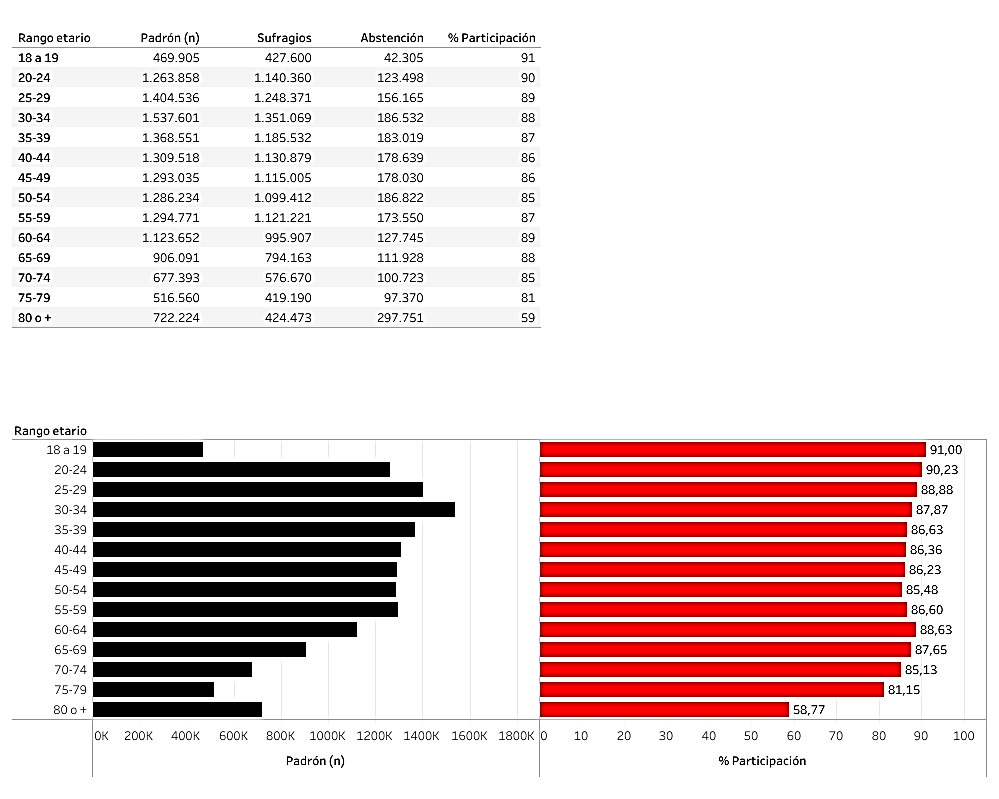 Rango etario Padrón (n) Sufragios Abstención % Participación
18 a 19 469.905 427.600 42.305 91
20-24 1.263.858 1.140.360 123.498 90
25-29 1.404.536 1.248.371 156.165 89
30-34 1.537.601 1.351.069 186.532 88
35-39 1.368.551 1.185.532 183.019 87
40-44 1.309.518 1.130.879 178.639 86
45-49 1.293.035 1.115.005 178.030 86
50-54 1.286.234 1.099.412 186.822 85
55-59 1.294.771 1.121.221 173.550 87
60-64 1.123.652 995.907 127.745 89
65-69 906.091 794.163 111.928 88
70-74 677.393 576.670 100.723 85
75-79 516.560 419.190 97.370 81
80 o + 722.224 424.473 297.751 59
Rango etario
18 a 19 91,00
20-24 90,23
25-29 88,88
30-34 87,87
35-39 86,63
40-44 86,36
45-49 86,23
50-54 85,48
55-59 86,60
60-64 88,63
65-69 87,65
70-74 85,13
75-79 81,15
80 o + 58,77
0K 200K 400K 600K 800K 1000K 1200K 1400K 1600K 1800K 0 10 20 30 40 50 60 70 80 90 100
Padrón (n) % Participación